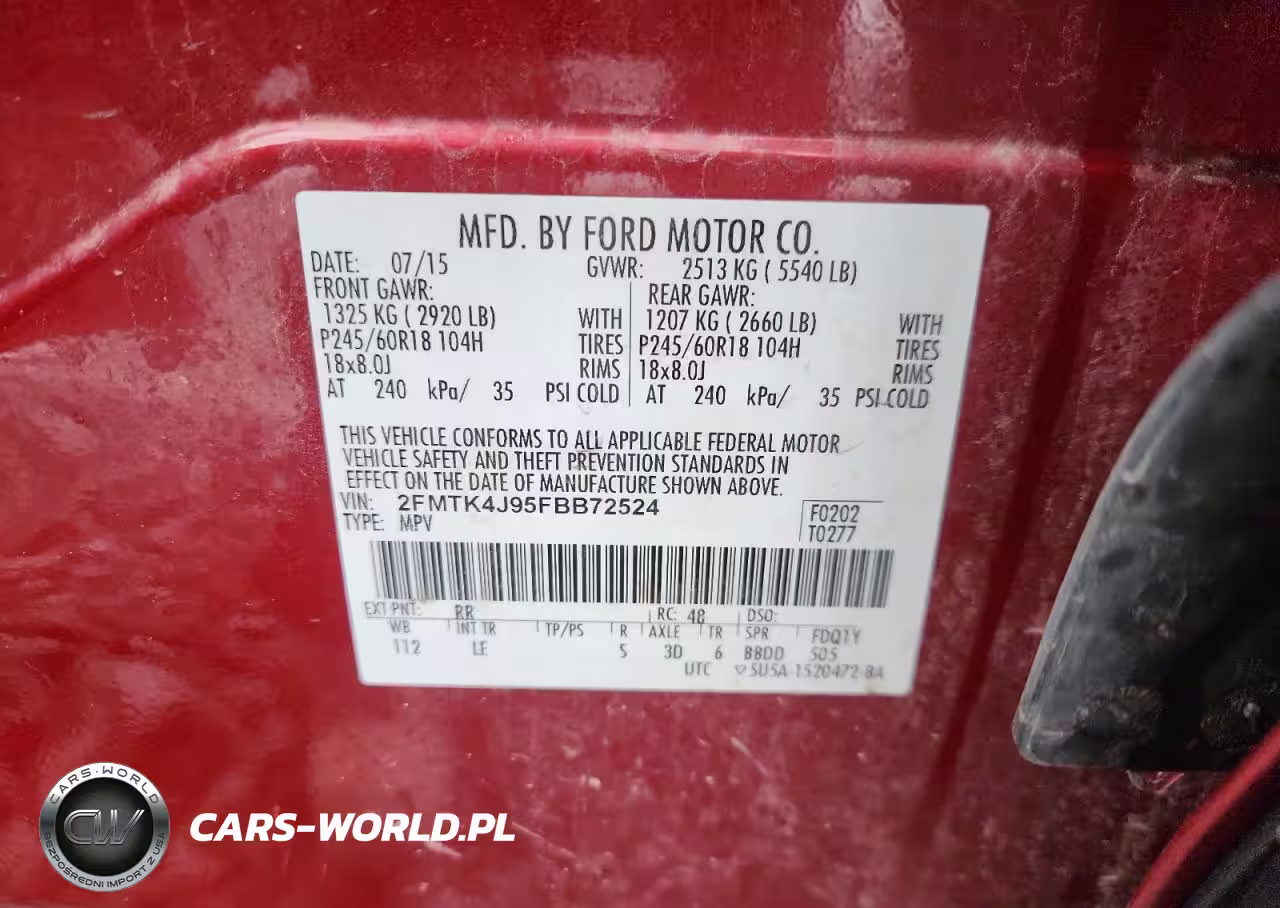 MFD. BY FORD MOTOR CO.
DATE: 07/15 GVWR: 2513 KG ( 5540 LB)
FRONT GAWR: REAR GAWR:
1325 KG ( 2920 LB) WITH 1207 KG ( 2660 LB) WITH
P245/60R18 104H TIRES P245/60R18 104H TIRES
18x8.0J RIMS 18x8.0J RIMS
AT 240 kPa/ 35 PSI COLD AT 240 kPa/ 35 PSI COLD
THIS VEHICLE CONFORMS TO ALL APPLICABLE FEDERAL MOTOR
VEHICLE SAFETY AND THEFT PREVENTION STANDARDS IN
EFFECT ON THE DATE OF MANUFACTURE SHOWN ABOVE.
VIN: 2FMTK4J95FBB72524
TYPE: MPV
F0202
T0277
EXT PNT: RR RC: 48 DSO:
WB INT TR TP/PS R AXLE TR SPR FDQ1Y
112 LE S 3D 6 BBDD 505
UTC 5U5A-1520472-BA
CARS-WORLD
CW
BEZPOŚREDNI IMPORT Z USA
CARS-WORLD.PL